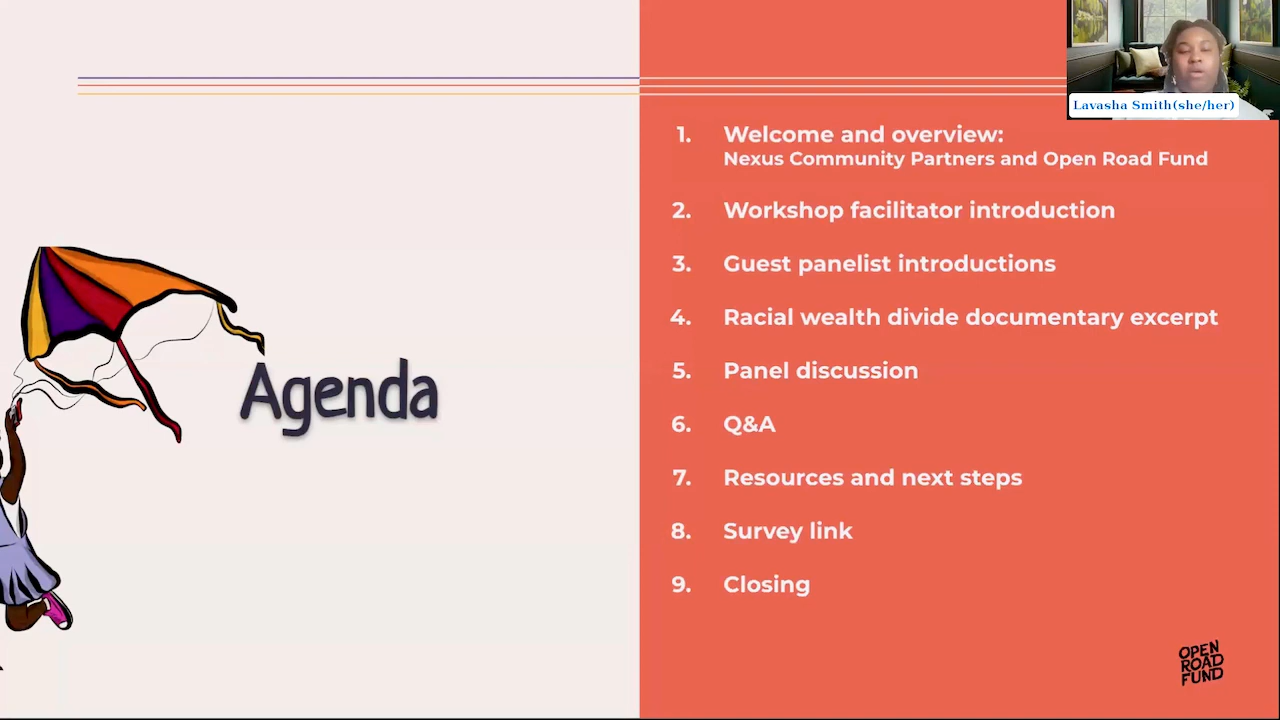 Lavasha Smith(she/her)
Agenda
1. Welcome and overview:
Nexus Community Partners and Open Road Fund
2. Workshop facilitator introduction
3. Guest panelist introductions
4. Racial wealth divide documentary excerpt
5. Panel discussion
6. Q&A
7. Resources and next steps
8. Survey link
9. Closing
OPEN
ROAD
FUND